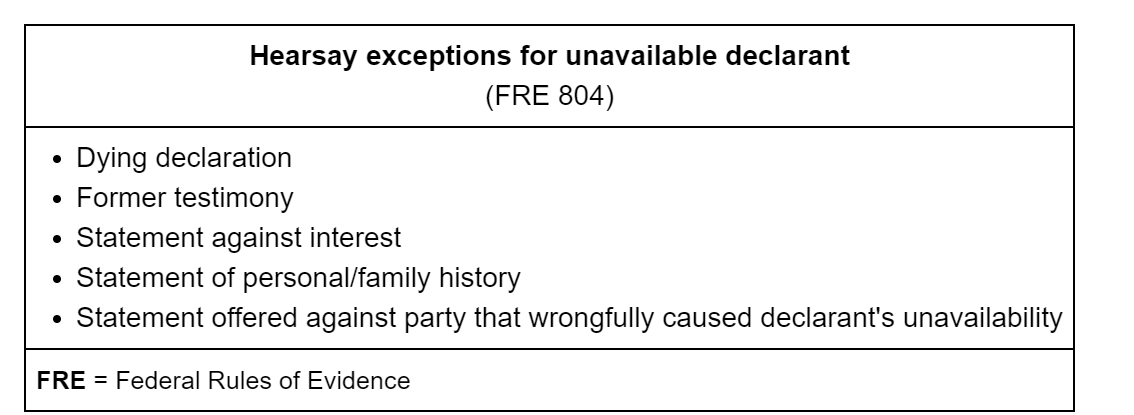 Hearsay exceptions for unavailable declarant
(FRE 804)
• Dying declaration
• Former testimony
• Statement against interest
• Statement of personal/family history
• Statement offered against party that wrongfully caused declarant's unavailability
FRE = Federal Rules of Evidence